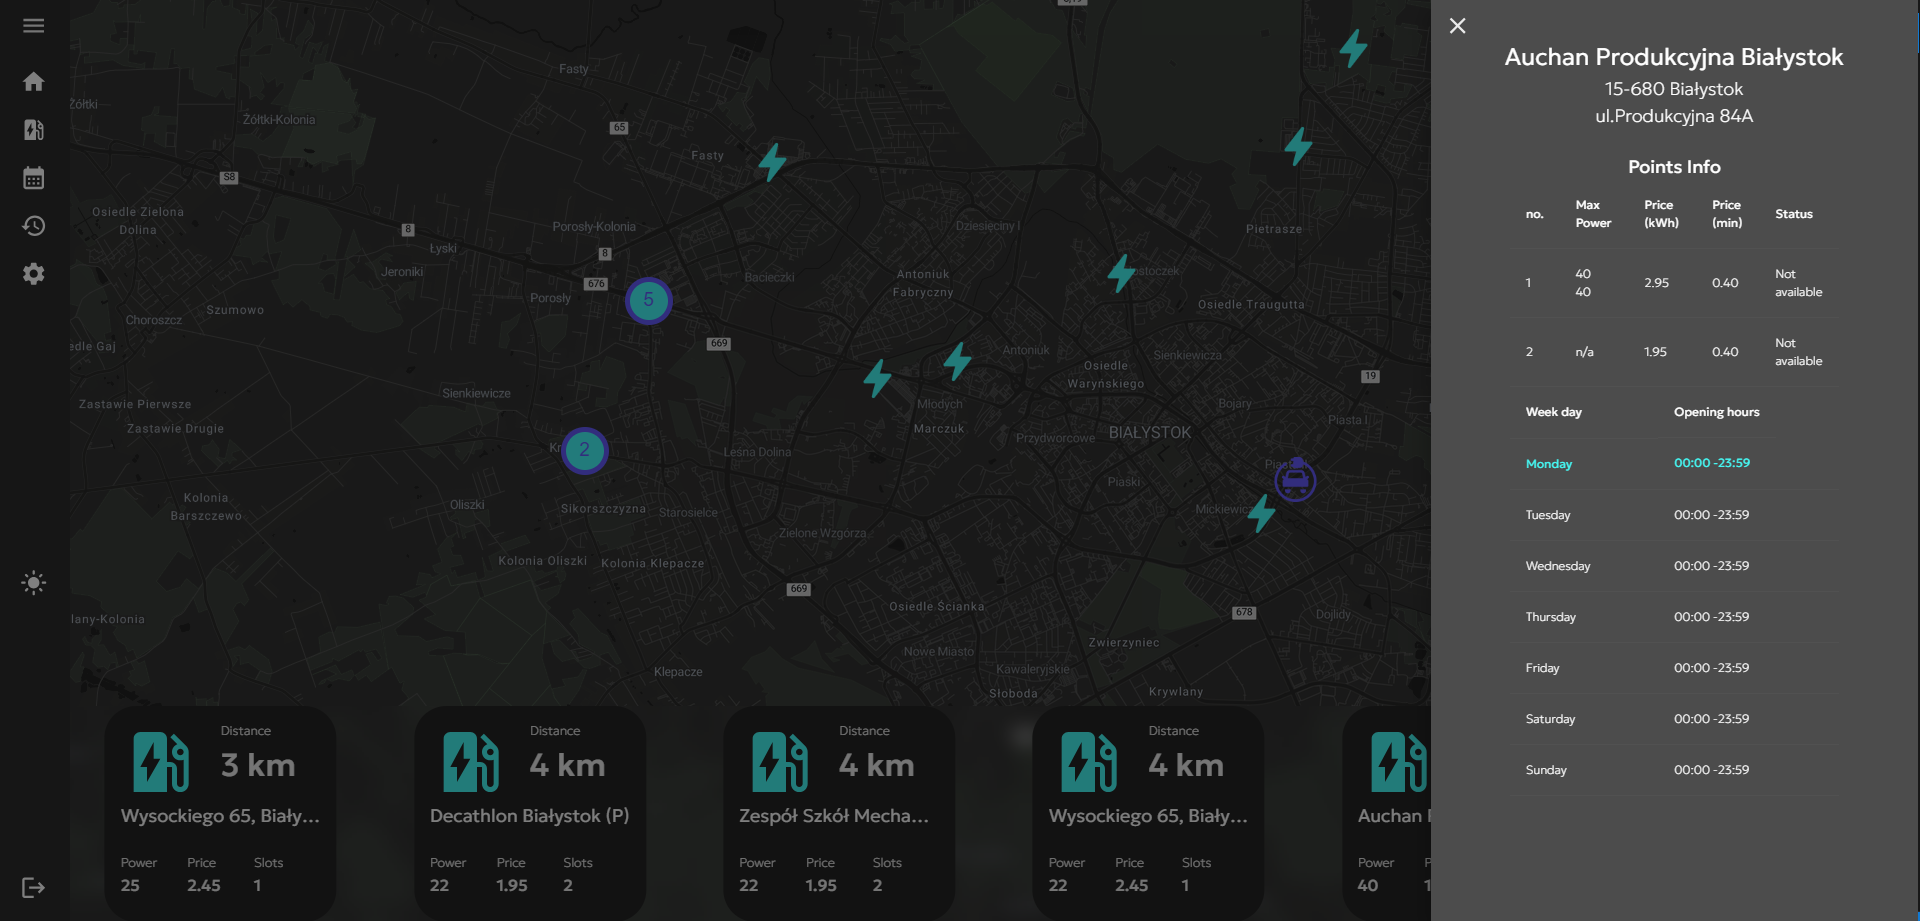 Auchan Produkcyjna Białystok
15-680 Białystok
ul.Produkcyjna 84A
Points Info
no. Max Power Price (kWh) Price (min) Status
1 40 40 2.95 0.40 Not available
2 n/a 1.95 0.40 Not available
Week day Opening hours
Monday 00:00 -23:59
Tuesday 00:00 -23:59
Wednesday 00:00 -23:59
Thursday 00:00 -23:59
Friday 00:00 -23:59
Saturday 00:00 -23:59
Sunday 00:00 -23:59
Fasty
Żółtki
Żółtki-Kolonia
65
Fasty
S8
Osiedle Zielona
Dolina
8
Łyski
Porosły-Kolonia
8
Dziesięciny I
Pietrasze
Jeroniki
676
Bacieczki
Antoniuk
Fabryczny
Porosły
5
Osiedle Traugutta
Szumowo
Choroszcz
669
Antoniuk
Sienkiewicza
Osiedle
Waryńskiego
19
Sienkiewicze
Zastawie Pierwsze
Młodych
Bojary
Zastawie Drugie
Marczuk
Przydworcowe
BIAŁYSTOK
Piasta I
2
Leśna Dolina
Piaski
Kolonia
Barszczewo
Oliszki
Sikorszczyzna
Starosielce
Zielone Wzgórza
Kolonia Oliszki
Kolonia Klepacze
669
Osiedle Ścianka
678
Dojlidy
lany-Kolonia
Zwierzyniec
Nowe Miasto
Klepacze
Kawaleryjskie
Słoboda
Krywlany
Distance
3 km
Wysockiego 65, Biały...
Power Price Slots
25 2.45 1
Distance
4 km
Decathlon Białystok (P)
Power Price Slots
22 1.95 2
Distance
4 km
Zespół Szkół Mecha...
Power Price Slots
22 1.95 2
Distance
4 km
Wysockiego 65, Biały...
Power Price Slots
22 2.45 1
Auchan
Power
40